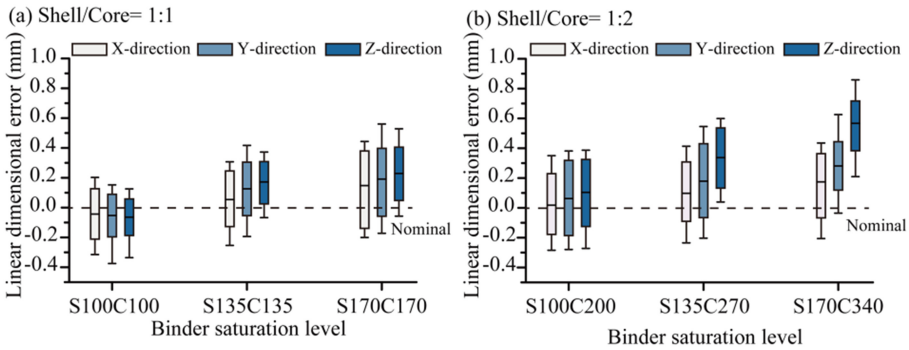 (a) Shell/Core= 1:1
X-direction Y-direction Z-direction
Linear dimensional error (mm)
1.0
0.8
0.6
0.4
0.2
0.0
-0.2
-0.4
Nominal
S100C100 S135C135 S170C170
Binder saturation level
(b) Shell/Core= 1:2
X-direction Y-direction Z-direction
Linear dimensional error (mm)
1.0
0.8
0.6
0.4
0.2
0.0
-0.2
-0.4
Nominal
S100C200 S135C270 S170C340
Binder saturation level